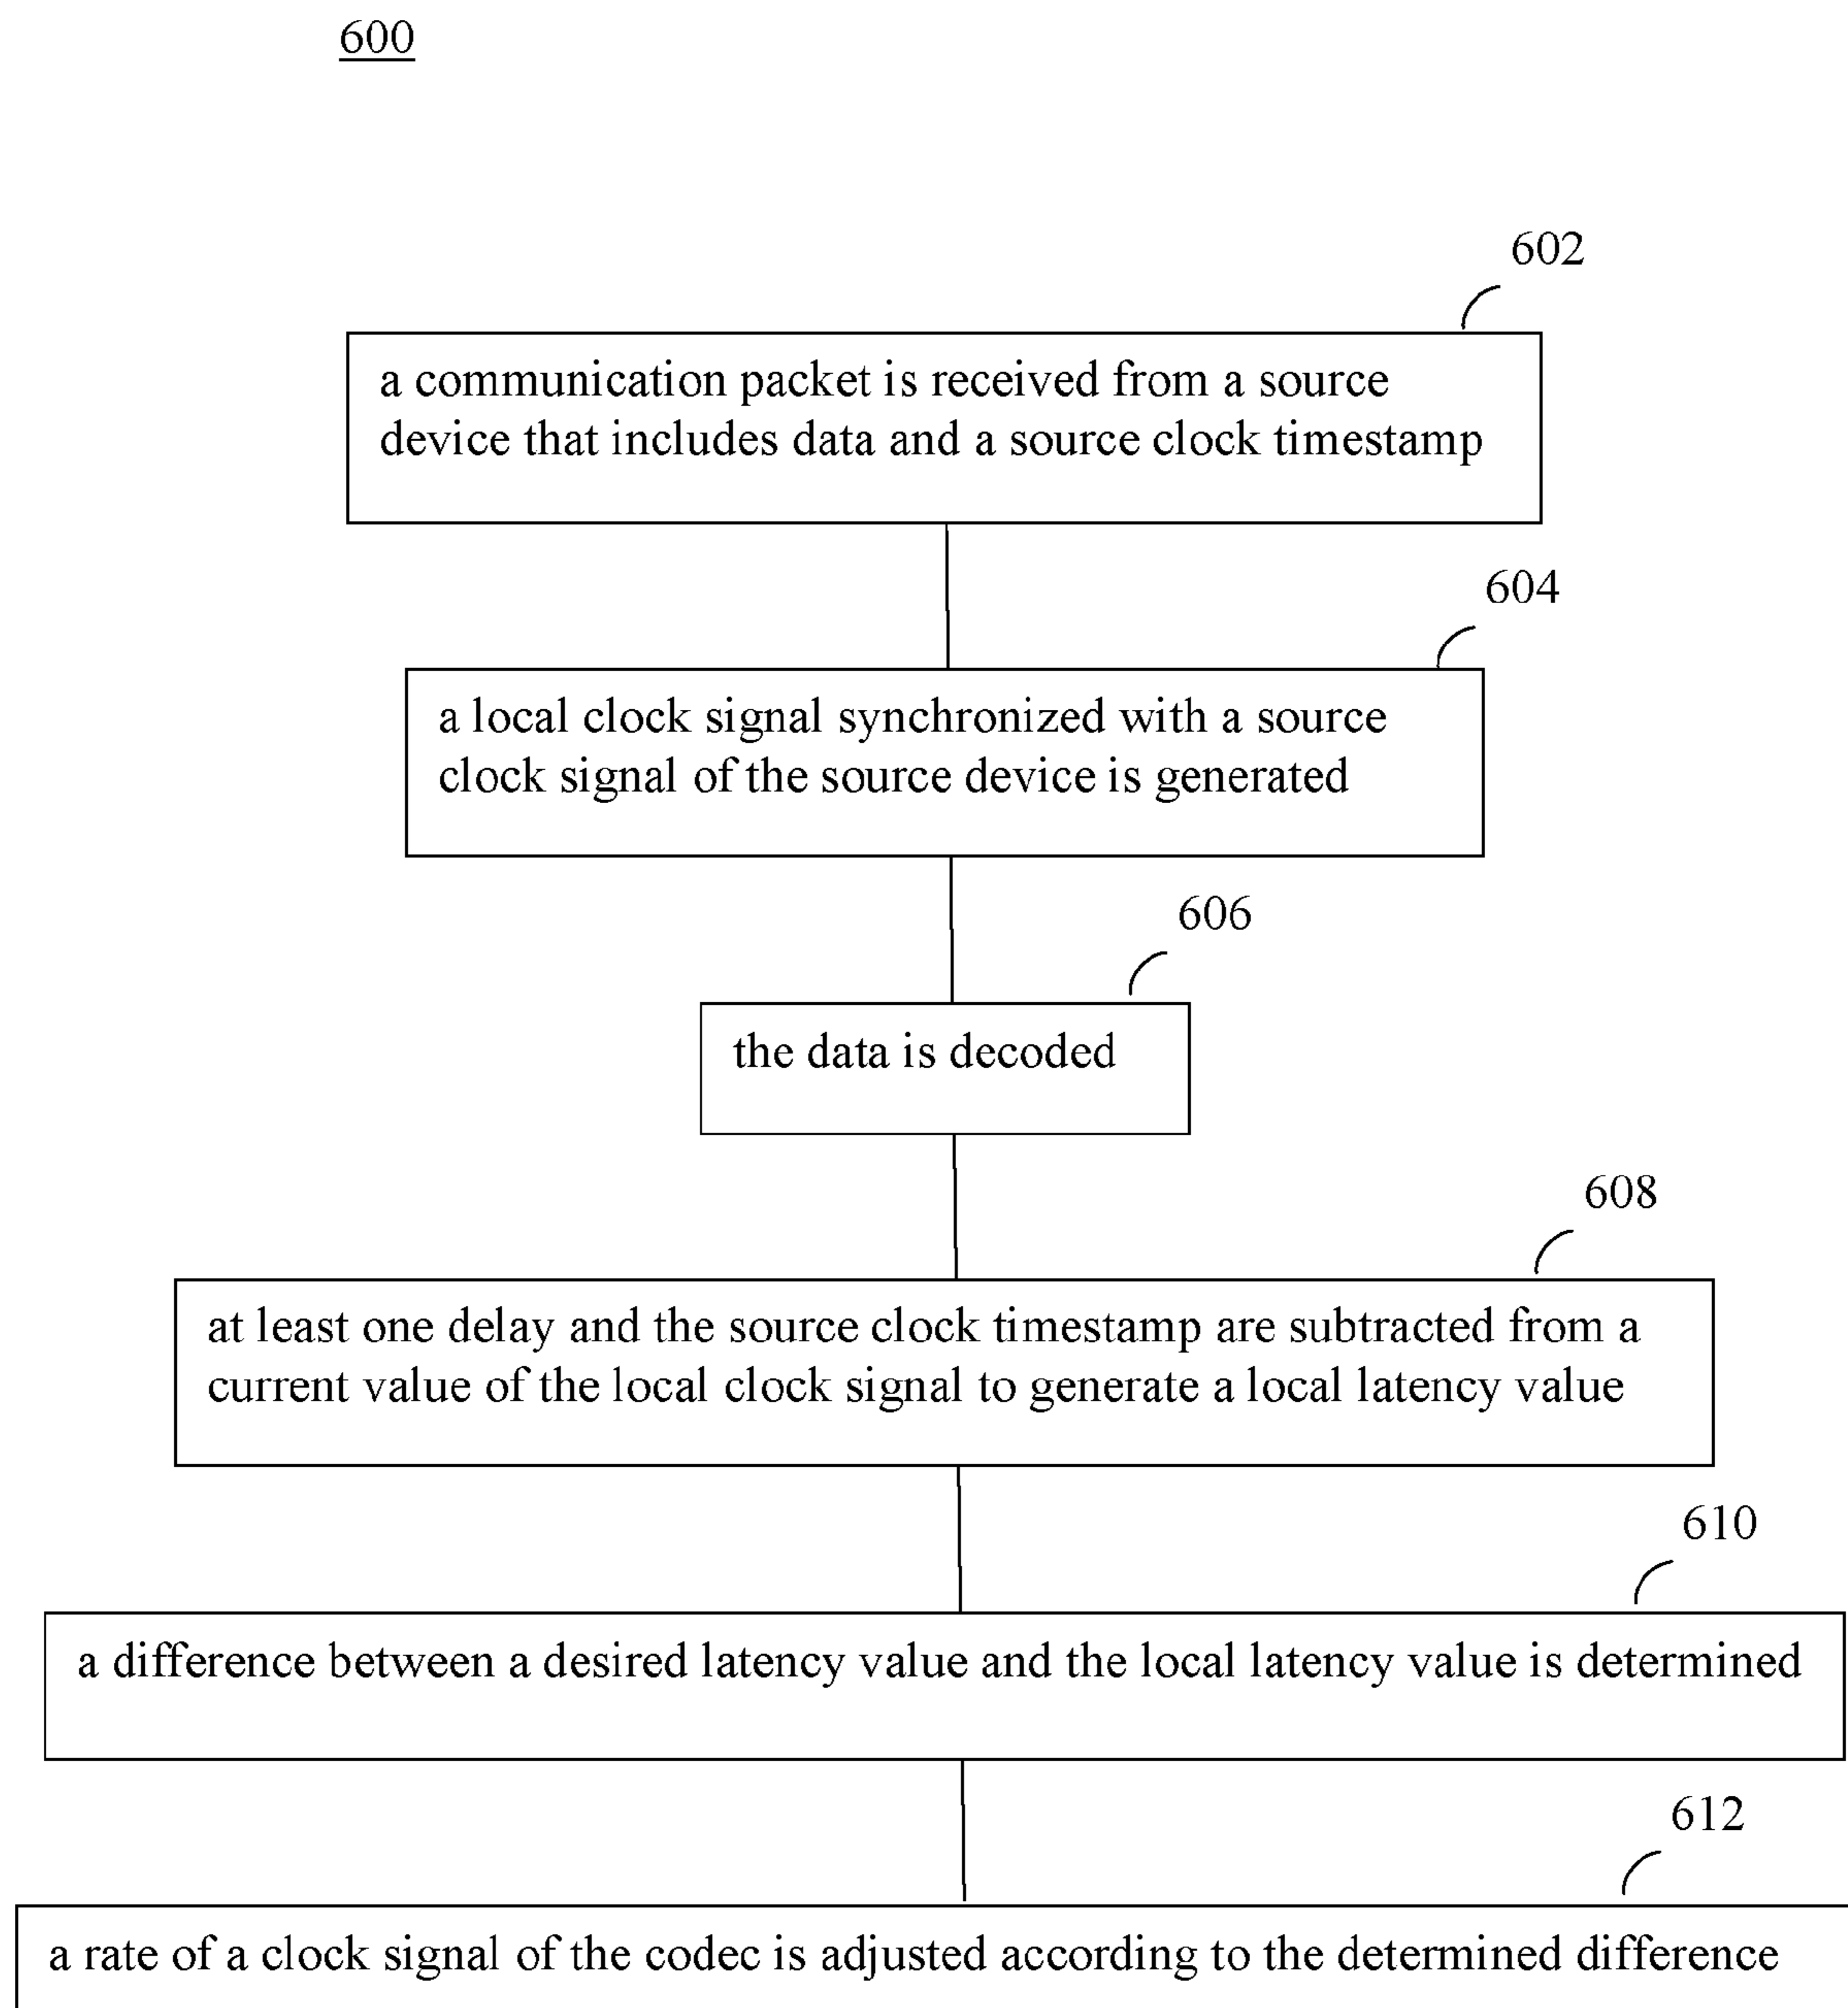 600
602
a communication packet is received from a source
device that includes data and a source clock timestamp
604
a local clock signal synchronized with a source
clock signal of the source device is generated
606
the data is decoded
608
at least one delay and the source clock timestamp are subtracted from a
current value of the local clock signal to generate a local latency value
610
a difference between a desired latency value and the local latency value is determined
612
a rate of a clock signal of the codec is adjusted according to the determined difference